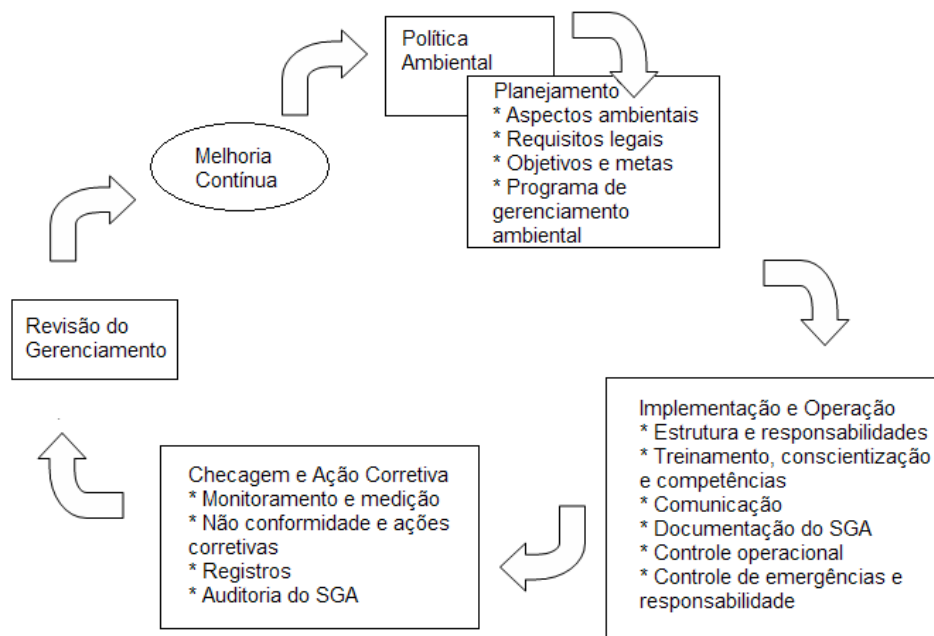 Política
Ambiental
Planejamento
* Aspectos ambientais
* Requisitos legais
* Objetivos e metas
* Programa de
gerenciamento
ambiental
Implementação e Operação
* Estrutura e responsabilidades
* Treinamento, conscientização
e competências
* Comunicação
* Documentação do SGA
* Controle operacional
* Controle de emergências e
responsabilidade
Checagem e Ação Corretiva
* Monitoramento e medição
* Não conformidade e ações
corretivas
* Registros
* Auditoria do SGA
Revisão do
Gerenciamento
Melhoria
Contínua